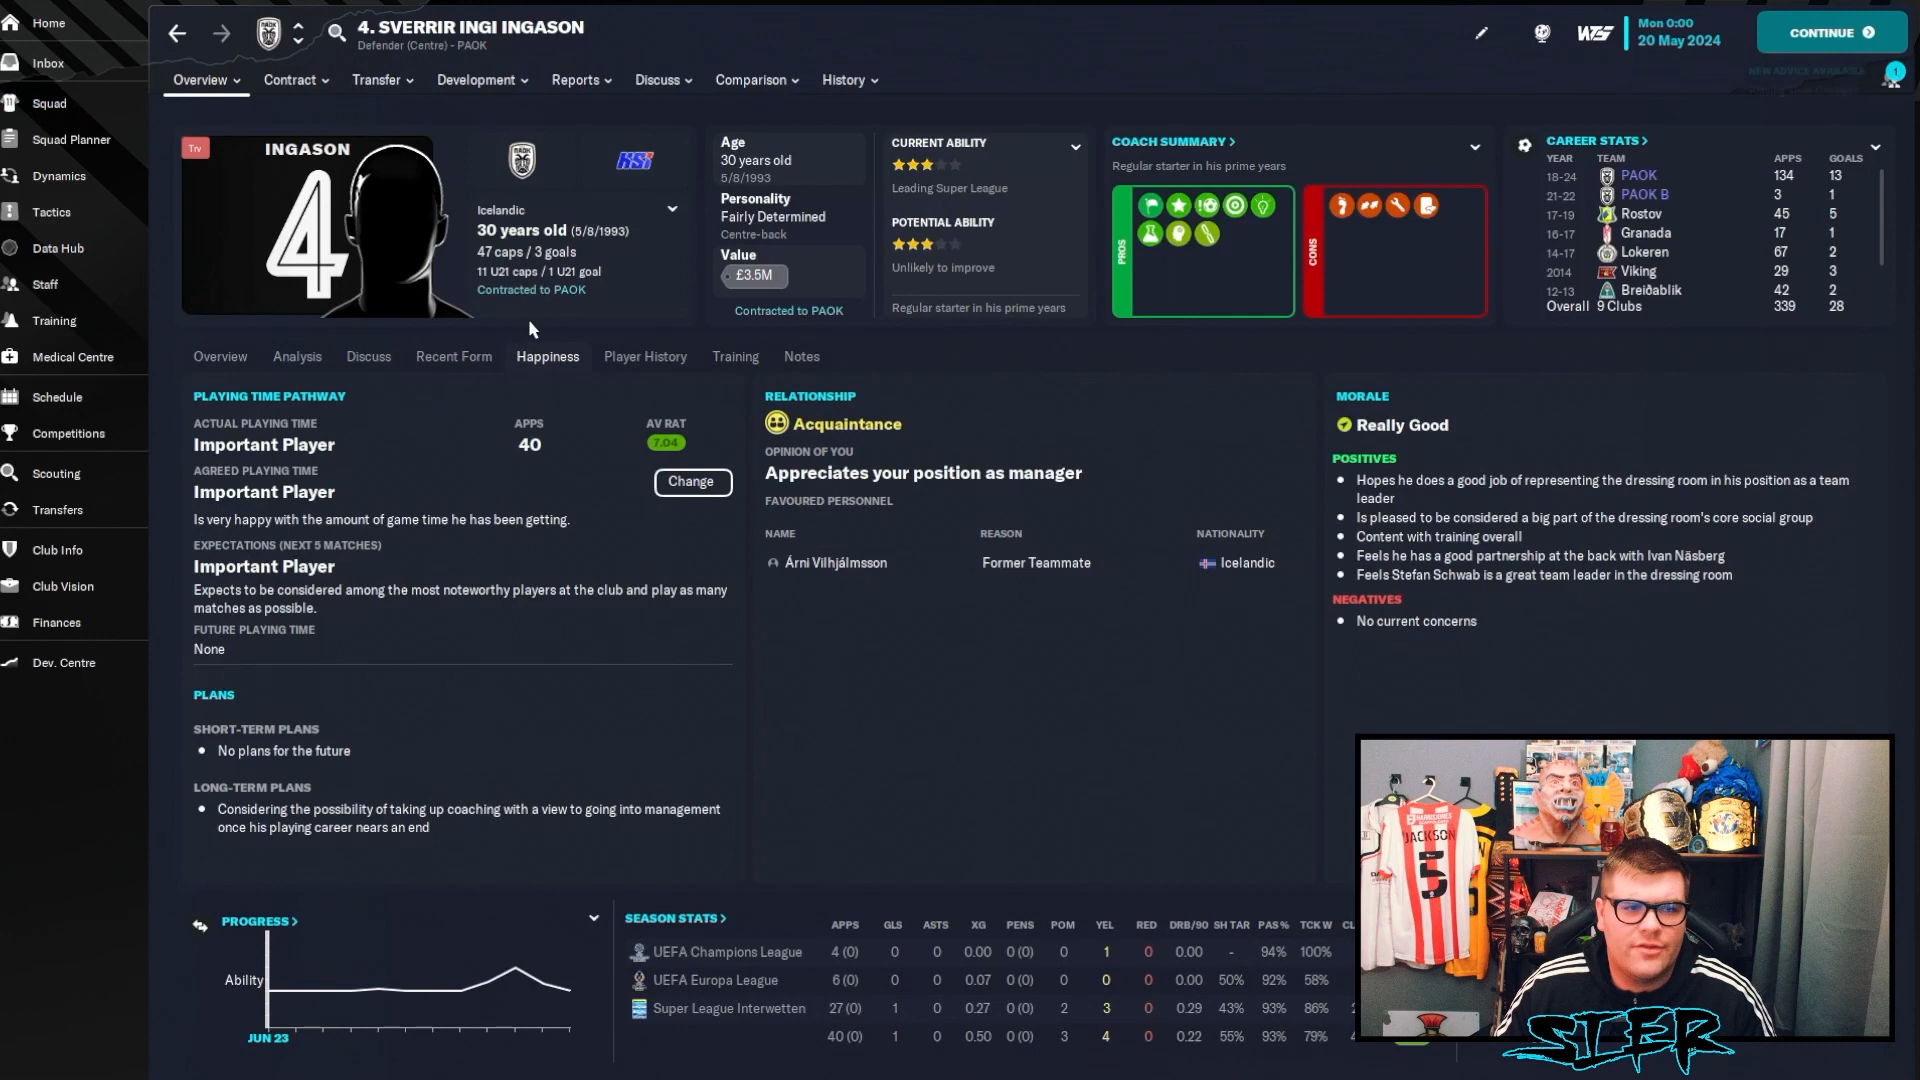 Home
Inbox
Squad
Squad Planner
Dynamics
Tactics
Data Hub
Staff
Training
Medical Centre
Schedule
Competitions
Scouting
Transfers
Club Info
Club Vision
Finances
Dev. Centre
4. SVERRIR INGI INGASON
Defender (Centre) - PAOK
Mon 0:00
20 May 2024
CONTINUE
1
Overview Contract Transfer Development Reports Discuss Comparison History
Trv
INGASON
4
KSÍ
Icelandic
30 years old (5/8/1993)
47 caps / 3 goals
11 U21 caps / 1 U21 goal
Contracted to PAOK
Age
30 years old
5/8/1993
Personality
Fairly Determined
Centre-back
Value
£3.5M
Contracted to PAOK
CURRENT ABILITY
Leading Super League
POTENTIAL ABILITY
Unlikely to improve
Regular starter in his prime years
COACH SUMMARY >
Regular starter in his prime years
PROS
CONS
CAREER STATS >
YEAR TEAM APPS GOALS
18-24 PAOK 134 13
21-22 PAOK B 3 1
17-19 Rostov 45 5
16-17 Granada 17 1
14-17 Lokeren 67 2
2014 Viking 29 3
12-13 Breiðablik 42 2
Overall 9 Clubs 339 28
Overview Analysis Discuss Recent Form Happiness Player History Training Notes
PLAYING TIME PATHWAY
ACTUAL PLAYING TIME APPS AV RAT
Important Player 40 7.04
AGREED PLAYING TIME
Important Player Change
Is very happy with the amount of game time he has been getting.
EXPECTATIONS (NEXT 5 MATCHES)
Important Player
Expects to be considered among the most noteworthy players at the club and play as many
matches as possible.
FUTURE PLAYING TIME
None
PLANS
SHORT-TERM PLANS
No plans for the future
LONG-TERM PLANS
Considering the possibility of taking up coaching with a view to going into management
once his playing career nears an end
RELATIONSHIP
Acquaintance
OPINION OF YOU
Appreciates your position as manager
FAVOURED PERSONNEL
NAME REASON NATIONALITY
Árni Vilhjálmsson Former Teammate Icelandic
MORALE
Really Good
POSITIVES
Hopes he does a good job of representing the dressing room in his position as a team
leader
Is pleased to be considered a big part of the dressing room's core social group
Content with training overall
Feels he has a good partnership at the back with Ivan Näsberg
Feels Stefan Schwab is a great team leader in the dressing room
NEGATIVES
No current concerns
PROGRESS >
Ability
JUN 23
SEASON STATS > APPS GLS ASTS XG PENS POM YEL RED DRB/90 SH TAR PAS % TCK W CL
UEFA Champions League 4 (0) 0 0 0.00 0 (0) 0 1 0 0.00 - 94% 100%
UEFA Europa League 6 (0) 0 0 0.07 0 (0) 0 0 0 0.00 50% 92% 58%
Super League Interwetten 27 (0) 1 0 0.27 0 (0) 2 3 0 0.29 43% 93% 86%
40 (0) 1 0 0.50 0 (0) 3 4 0 0.22 55% 93% 79%
JACKSON
5
SLER